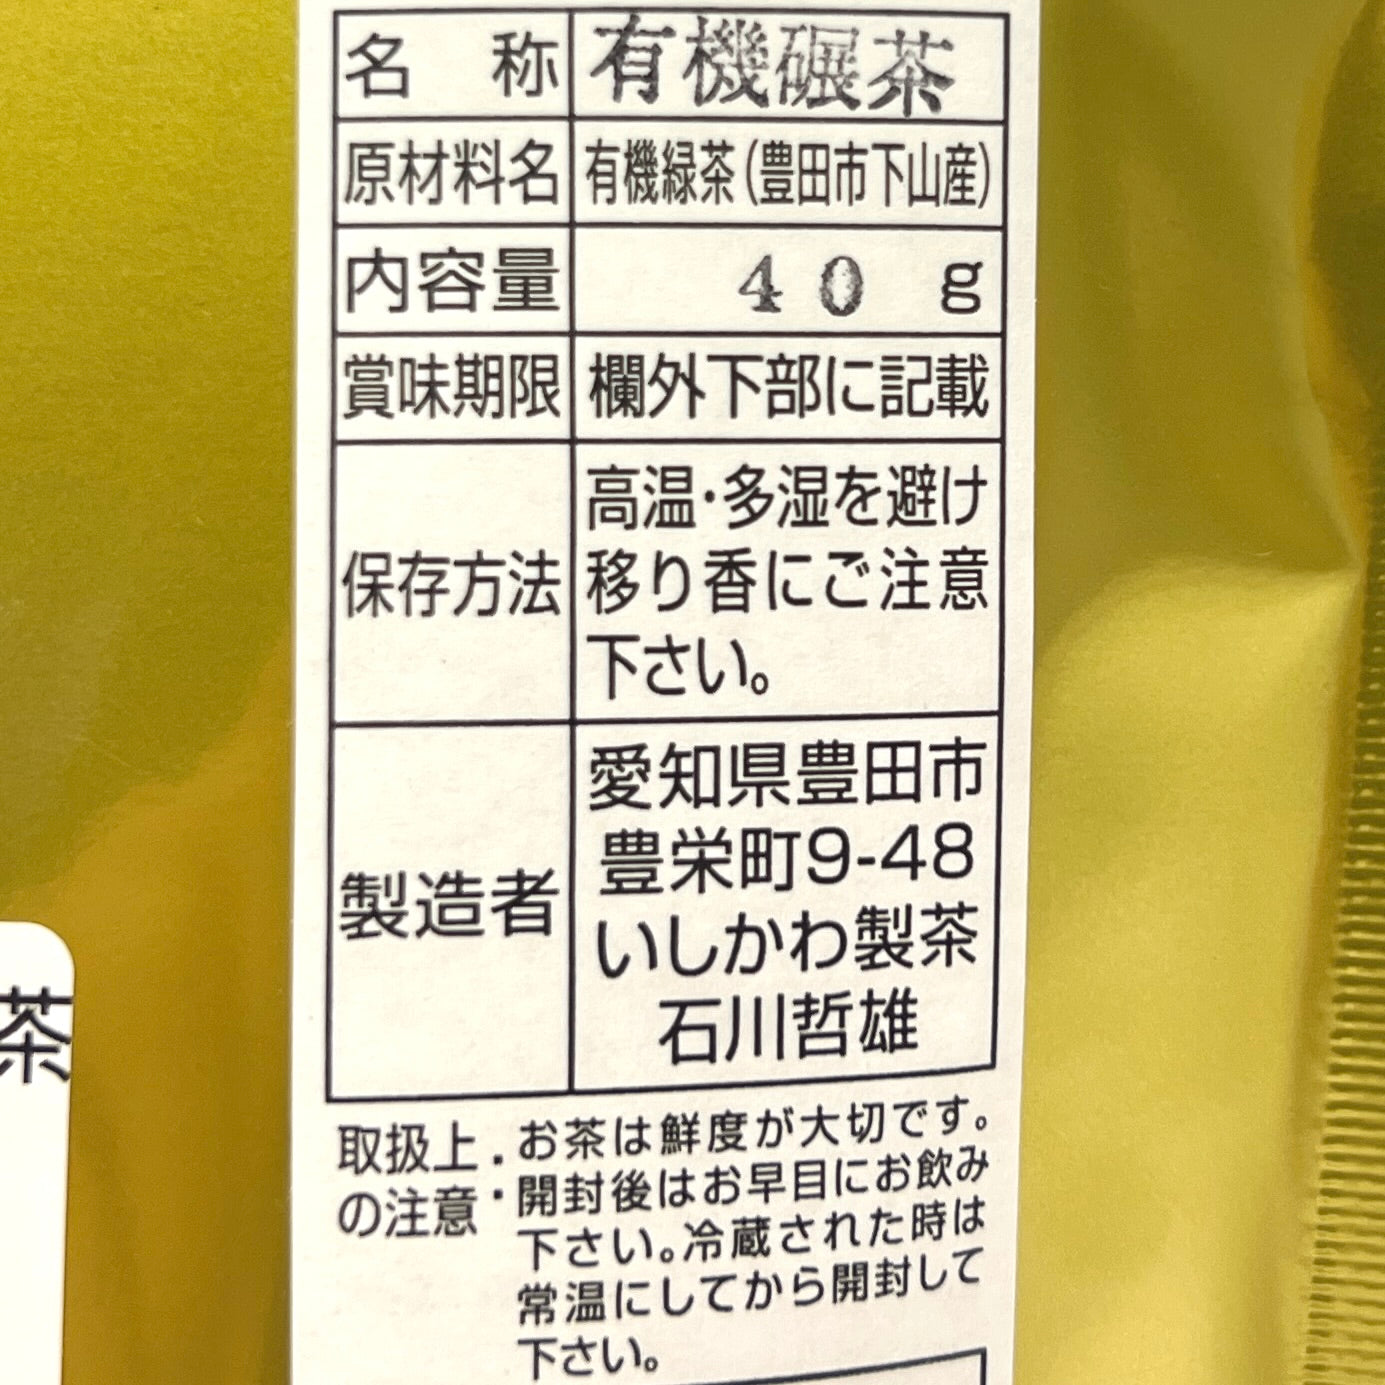 名称 有機碾茶
原材料名 有機緑茶(豊田市下山産)
内容量 40 g
賞味期限 欄外下部に記載
保存方法 高温・多湿を避け
移り香にご注意
下さい。
製造者 愛知県豊田市
豊栄町9-48
いしかわ製茶
石川哲雄
取扱上の注意:
お茶は鮮度が大切です。
開封後はお早目にお飲み
下さい。冷蔵された時は
常温にしてから開封して
下さい。
茶